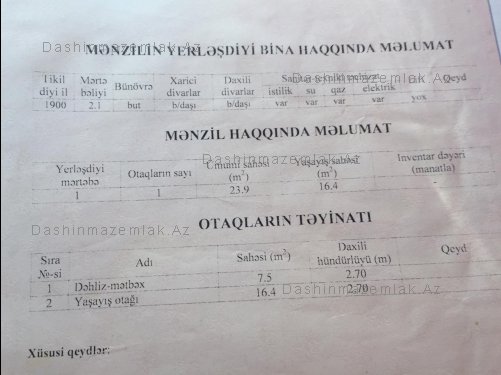 MƏNZİLİN YERLƏŞDİYİ BİNA HAQQINDA MƏLUMAT
DashinmazemlakAz
Tikil diyi il Mərtə bəliyi Bünövrə Xarici divarlar Daxili divarlar istilik su qaz elektrik Qeyd
1900 2.1 but b/daşı b/daşı var var var var yox
MƏNZİL HAQQINDA MƏLUMAT
Yerləşdiyi mərtəbə Otaqların sayı Ümumi sahəsi (m²) Yaşayış sahəsi (m²) Inventar dəyəri (manatla)
1 1 23.9 16.4 -
Dashinmazemlak.Az
OTAQLARIN TƏYİNATI
Sıra №-si Adı Sahəsi (m²) Daxili hündürlüyü (m) Qeyd
1 Dəhliz-mətbəx 7.5 2.70
2 Yaşayış otağı 16.4 2.70
Dashinmazemlak.Az
Xüsusi qeydlər: